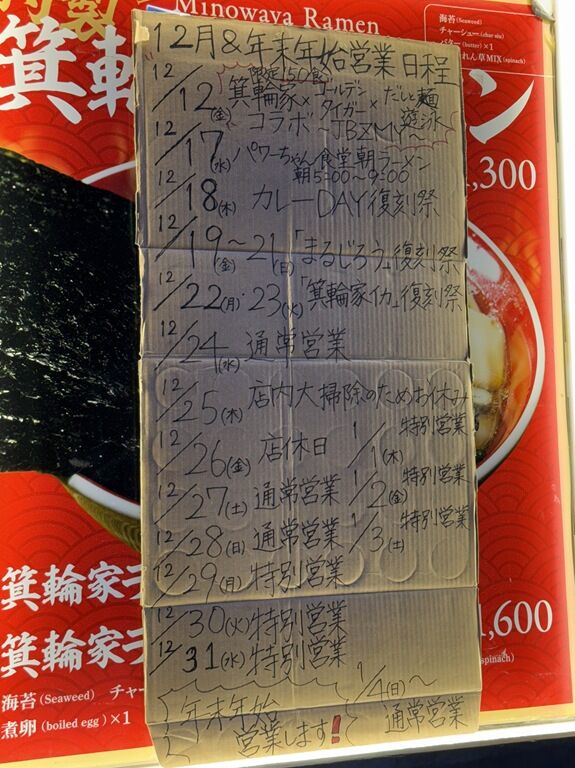 Minowaya Ramen
海苔 (Seaweed)
チャーシュー (char siu)
バター (butter) ×1
れん草MIX (spinach)
箕輪
,300
12月&年末年始営業日程
限定150食
12/12(金) 箕輪家×ゴールデンタイガー×だしと麺
遊泳
コラボ JBZM
12/17(水) パワーちゃん食堂朝ラーメン
朝5:00〜9:00
12/18(木) カレーDAY復刻祭
12/19(金)〜21(日)「まるじろう」復刻祭
12/22(月)・23(火)「箕輪家イカ」復刻祭
12/24(水) 通常営業
12/25(木) 店内大掃除のためお休み
12/26(金) 店休日
12/27(土) 通常営業
12/28(日) 通常営業
12/29(月) 特別営業
12/30(火) 特別営業
12/31(水) 特別営業
1/1(木) 特別営業
1/2(金) 特別営業
1/3(土) 特別営業
1/4(日)〜
通常営業
年末年始
営業します!!
箕輪家ラ
箕輪家ラ
,600
(spinach)
海苔 (Seaweed) チャー
煮卵 (boiled egg) ×1